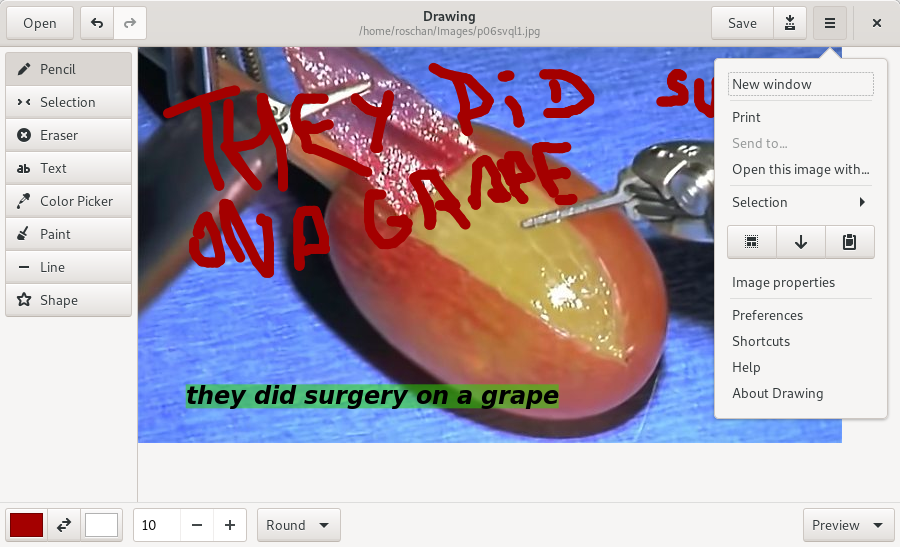 Open
Drawing
/home/roschan/Images/p06svql1.jpg
Save
Pencil
Selection
Eraser
Text
Color Picker
Paint
Line
Shape
THEY DiD SU
ON A GRAPE
they did surgery on a grape
New window
Print
Send to...
Open this image with...
Selection
Image properties
Preferences
Shortcuts
Help
About Drawing
10
Round
Preview